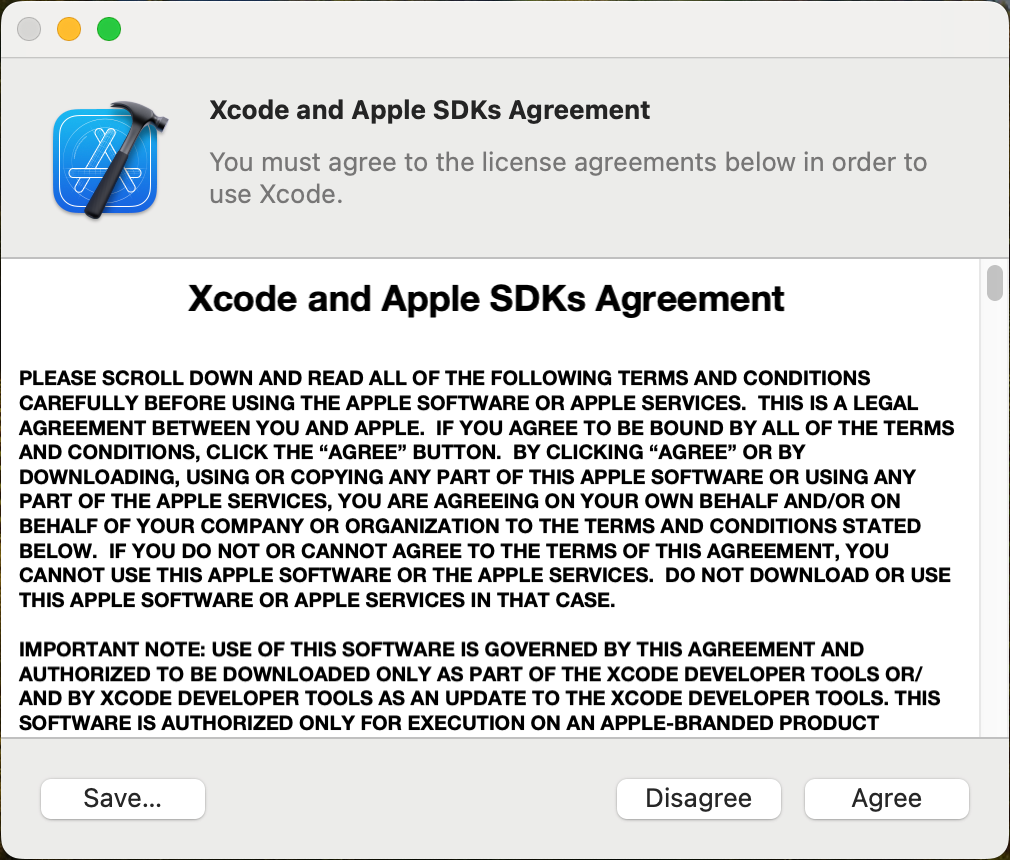 Xcode and Apple SDKs Agreement
You must agree to the license agreements below in order to
use Xcode.
Xcode and Apple SDKs Agreement
PLEASE SCROLL DOWN AND READ ALL OF THE FOLLOWING TERMS AND CONDITIONS
CAREFULLY BEFORE USING THE APPLE SOFTWARE OR APPLE SERVICES.  THIS IS A LEGAL
AGREEMENT BETWEEN YOU AND APPLE.  IF YOU AGREE TO BE BOUND BY ALL OF THE TERMS
AND CONDITIONS, CLICK THE “AGREE” BUTTON.  BY CLICKING “AGREE” OR BY
DOWNLOADING, USING OR COPYING ANY PART OF THIS APPLE SOFTWARE OR USING ANY
PART OF THE APPLE SERVICES, YOU ARE AGREEING ON YOUR OWN BEHALF AND/OR ON
BEHALF OF YOUR COMPANY OR ORGANIZATION TO THE TERMS AND CONDITIONS STATED
BELOW.  IF YOU DO NOT OR CANNOT AGREE TO THE TERMS OF THIS AGREEMENT, YOU
CANNOT USE THIS APPLE SOFTWARE OR THE APPLE SERVICES.  DO NOT DOWNLOAD OR USE
THIS APPLE SOFTWARE OR APPLE SERVICES IN THAT CASE.
IMPORTANT NOTE: USE OF THIS SOFTWARE IS GOVERNED BY THIS AGREEMENT AND
AUTHORIZED TO BE DOWNLOADED ONLY AS PART OF THE XCODE DEVELOPER TOOLS OR/
AND BY XCODE DEVELOPER TOOLS AS AN UPDATE TO THE XCODE DEVELOPER TOOLS. THIS
SOFTWARE IS AUTHORIZED ONLY FOR EXECUTION ON AN APPLE-BRANDED PRODUCT
Save...
Disagree
Agree